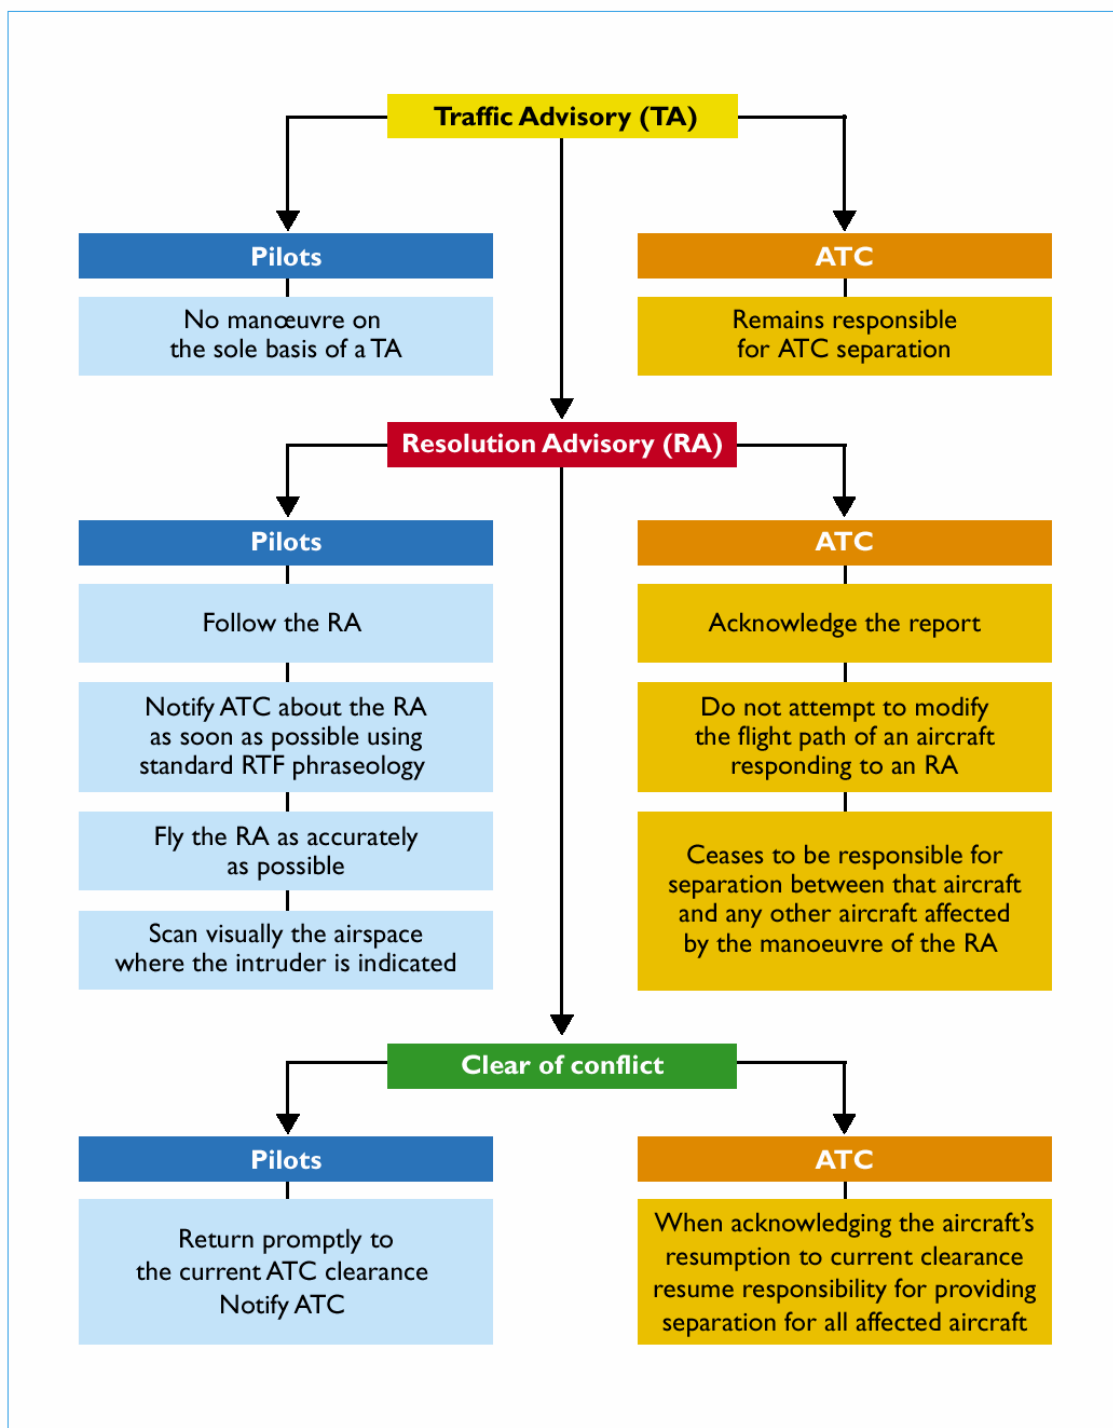 Traffic Advisory (TA)
Pilots
No manœuvre on
the sole basis of a TA
ATC
Remains responsible
for ATC separation
Resolution Advisory (RA)
Pilots
Follow the RA
Notify ATC about the RA
as soon as possible using
standard RTF phraseology
Fly the RA as accurately
as possible
Scan visually the airspace
where the intruder is indicated
ATC
Acknowledge the report
Do not attempt to modify
the flight path of an aircraft
responding to an RA
Ceases to be responsible for
separation between that aircraft
and any other aircraft affected
by the manoeuvre of the RA
Clear of conflict
Pilots
Return promptly to
the current ATC clearance
Notify ATC
ATC
When acknowledging the aircraft’s
resumption to current clearance
resume responsibility for providing
separation for all affected aircraft